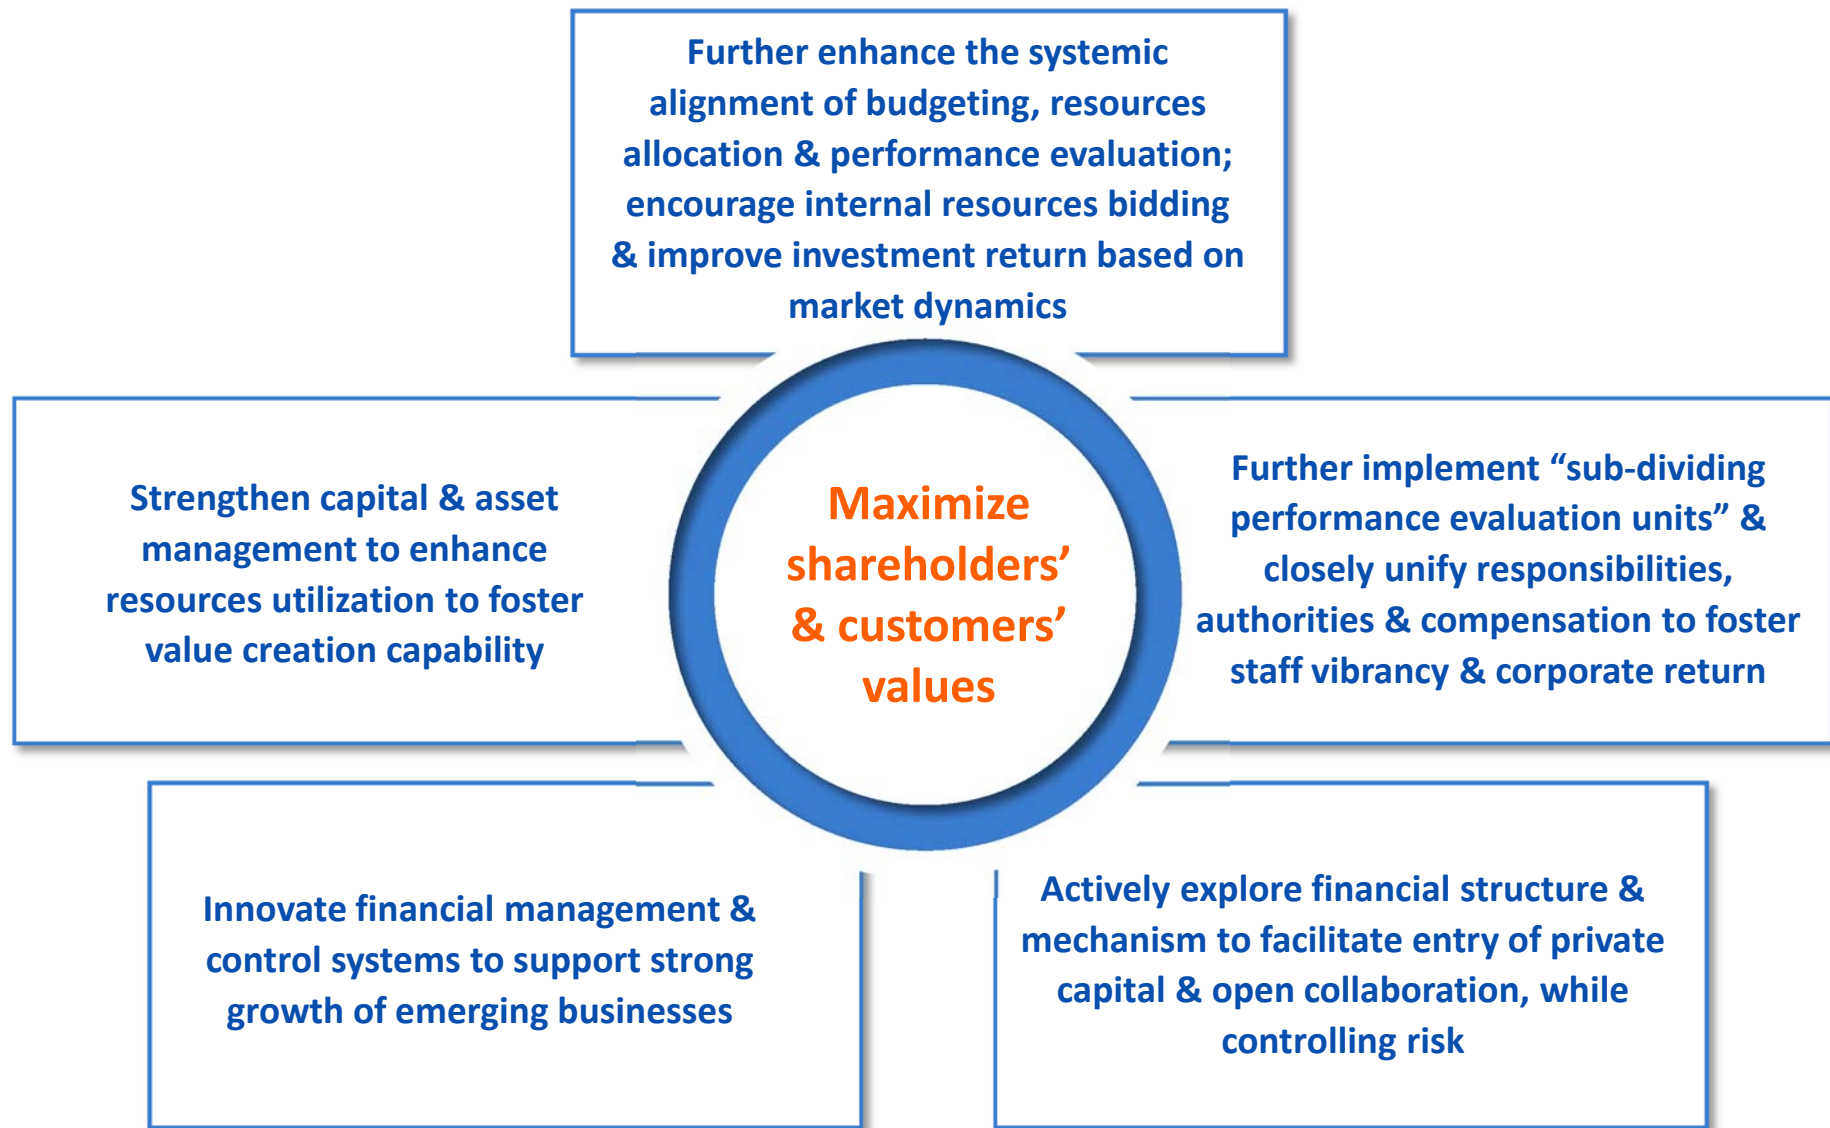 Further enhance the systemic
alignment of budgeting, resources
allocation & performance evaluation;
encourage internal resources bidding
& improve investment return based on
market dynamics
Strengthen capital & asset
management to enhance
resources utilization to foster
value creation capability
Maximize
shareholders’
& customers’
values
Further implement “sub-dividing
performance evaluation units” &
closely unify responsibilities,
authorities & compensation to foster
staff vibrancy & corporate return
Innovate financial management &
control systems to support strong
growth of emerging businesses
Actively explore financial structure &
mechanism to facilitate entry of private
capital & open collaboration, while
controlling risk